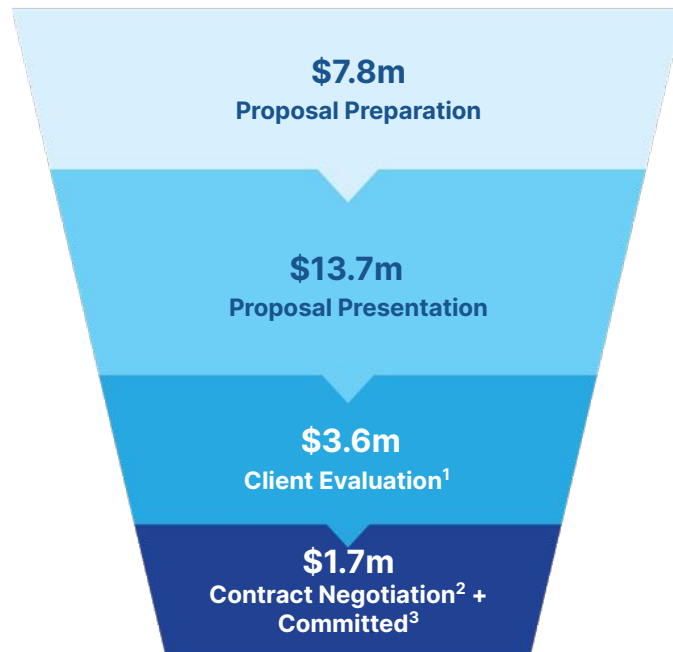 $7.8m
Proposal Preparation
$13.7m
Proposal Presentation
$3.6m
Client Evaluation¹
$1.7m
Contract Negotiation² +
Committed³